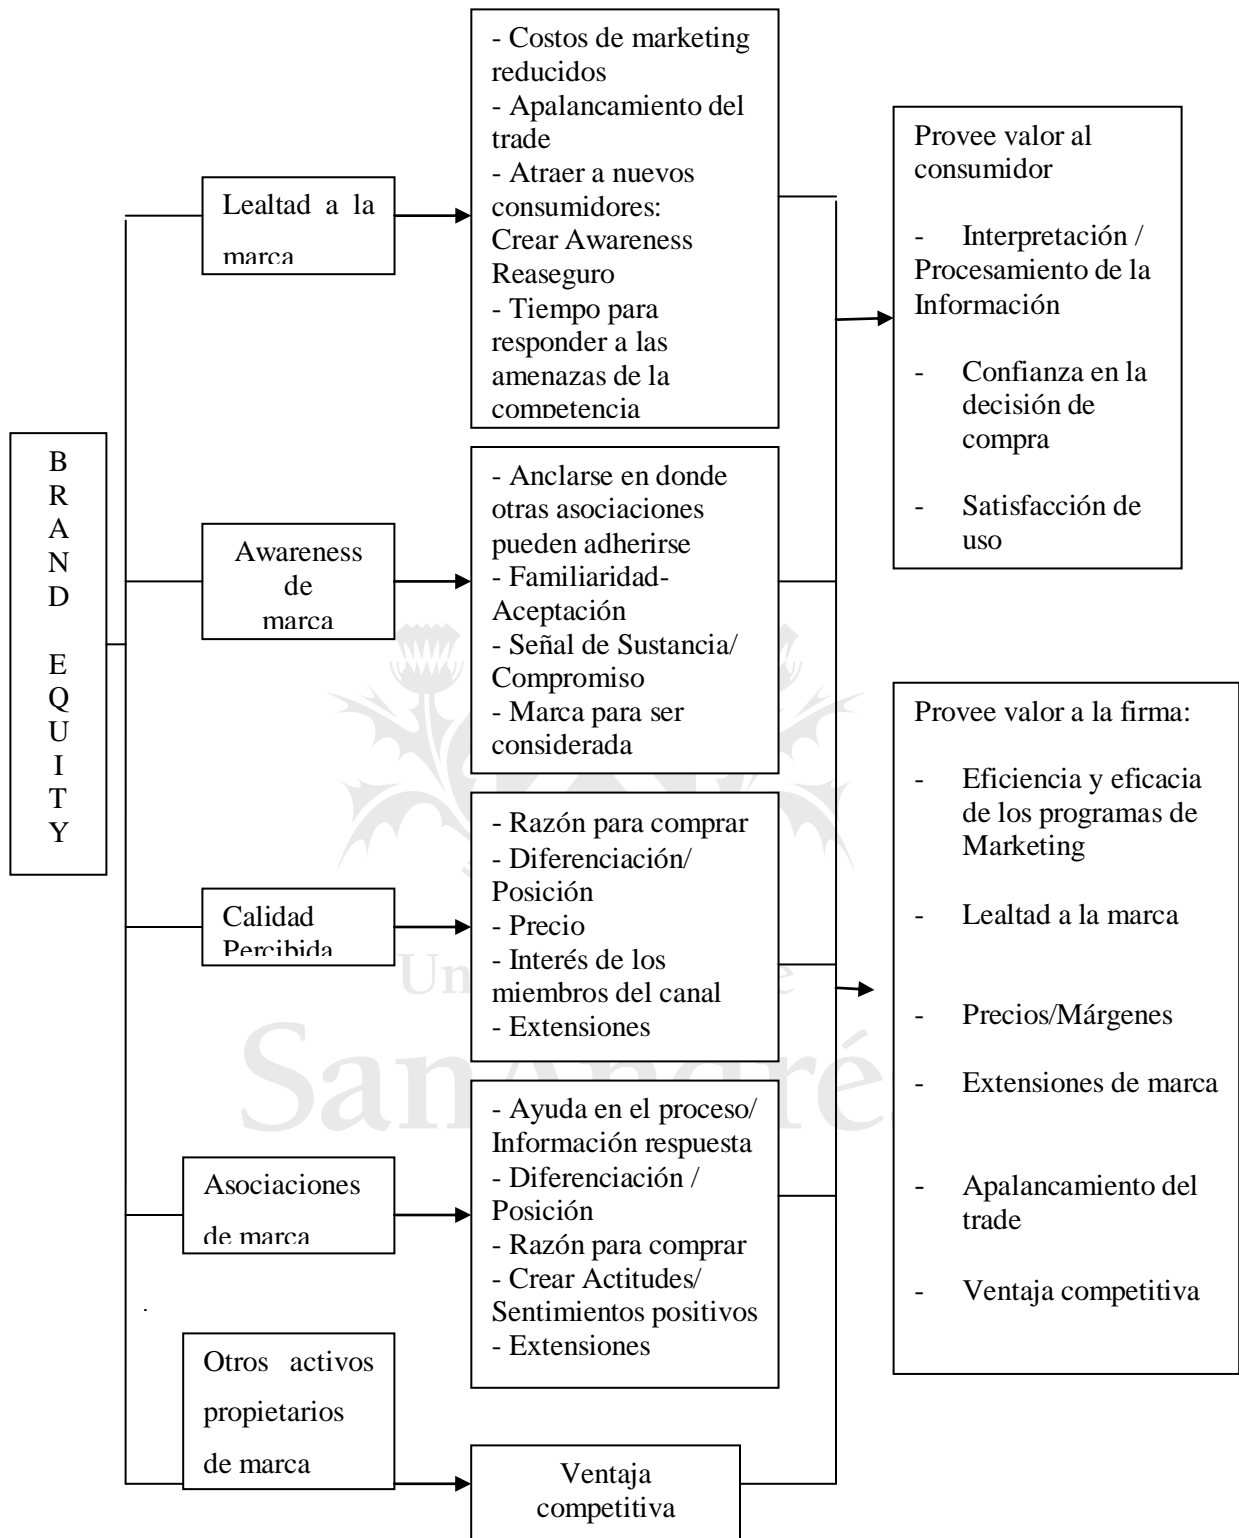 B
R
A
N
D
E
Q
U
I
T
Y
Lealtad a la
marca
- Costos de marketing
reducidos
- Apalancamiento del
trade
- Atraer a nuevos
consumidores:
Crear Awareness
Reaseguro
- Tiempo para
responder a las
amenazas de la
competencia
Awareness
de
marca
- Anclarse en donde
otras asociaciones
pueden adherirse
- Familiaridad-
Aceptación
- Señal de Sustancia/
Compromiso
- Marca para ser
considerada
Calidad
Percibida
- Razón para comprar
- Diferenciación/
Posición
- Precio
- Interés de los
miembros del canal
- Extensiones
Asociaciones
de marca
- Ayuda en el proceso/
Información respuesta
- Diferenciación /
Posición
- Razón para comprar
- Crear Actitudes/
Sentimientos positivos
- Extensiones
.
Otros activos
propietarios
de marca
Ventaja
competitiva
Provee valor al
consumidor
- Interpretación /
Procesamiento de la
Información
- Confianza en la
decisión de
compra
- Satisfacción de
uso
Provee valor a la firma:
- Eficiencia y eficacia
de los programas de
Marketing
- Lealtad a la marca
- Precios/Márgenes
- Extensiones de marca
- Apalancamiento del
trade
- Ventaja competitiva